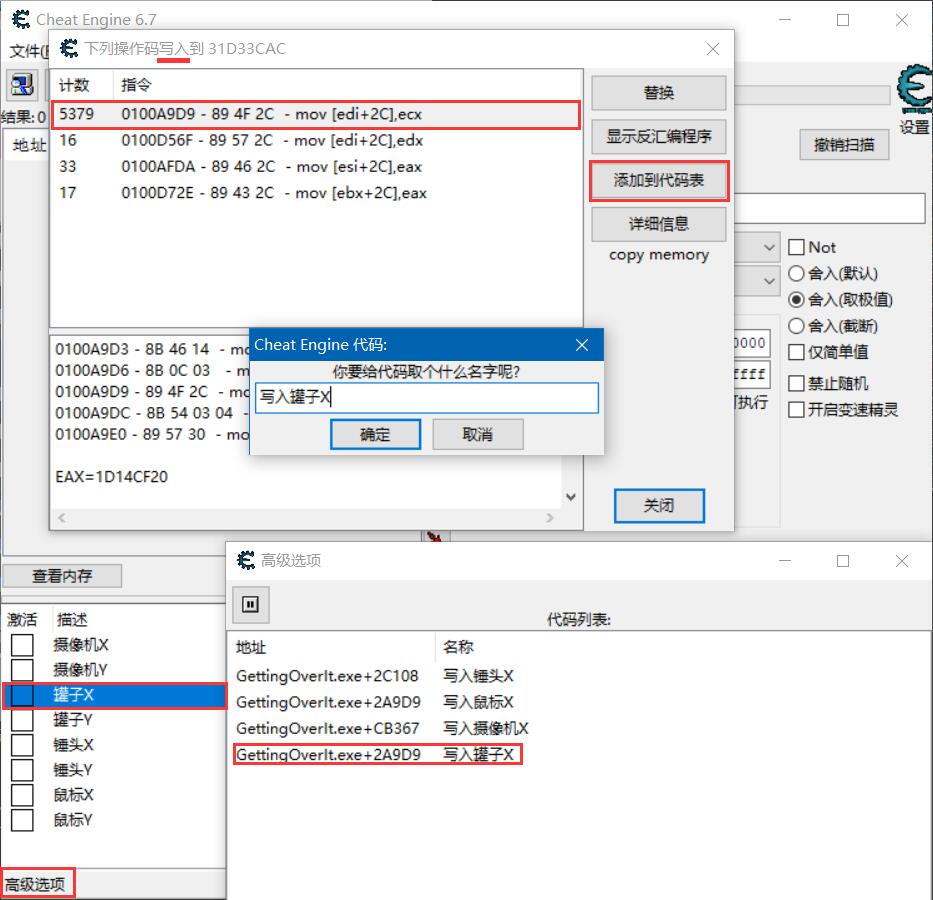 Cheat Engine 6.7
文件(
下列操作码写入到 31D33CAC
计数 指令
5379 0100A9D9 - 89 4F 2C - mov [edi+2C],ecx
16 0100D56F - 89 57 2C - mov [edi+2C],edx
33 0100AFDA - 89 46 2C - mov [esi+2C],eax
17 0100D72E - 89 43 2C - mov [ebx+2C],eax
替换
显示反汇编程序
添加到代码表
详细信息
copy memory
0100A9D3 - 8B 46 14 - mo
0100A9D6 - 8B 0C 03 - m
0100A9D9 - 89 4F 2C - mo
0100A9DC - 8B 54 03 04 -
0100A9E0 - 89 57 30 - mo
EAX=1D14CF20
关闭
Cheat Engine 代码:
你要给代码取个什么名字呢?
写入罐子X
确定 取消
结果: 0
地址
设置
撤销扫描
Not
舍入(默认)
舍入(取极值)
舍入(截断)
仅简单值
禁止随机
开启变速精灵
0000
ffff
可执行
查看内存
激活 描述
摄像机X
摄像机Y
罐子X
罐子Y
锤头X
锤头Y
鼠标X
鼠标Y
高级选项
高级选项
代码列表:
地址 名称
GettingOverIt.exe+2C108 写入锤头X
GettingOverIt.exe+2A9D9 写入鼠标X
GettingOverIt.exe+CB367 写入摄像机X
GettingOverIt.exe+2A9D9 写入罐子X